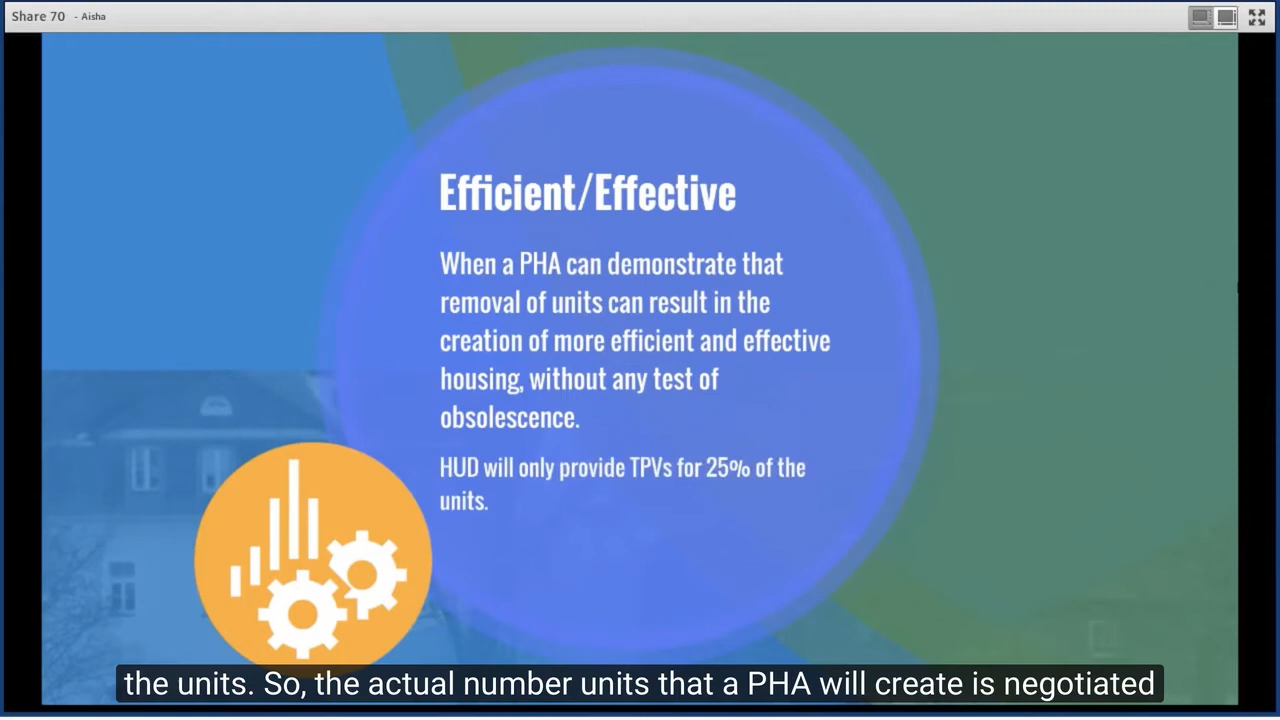 Share 70 - Aisha
Efficient/Effective
When a PHA can demonstrate that
removal of units can result in the
creation of more efficient and effective
housing, without any test of
obsolescence.
HUD will only provide TPVs for 25% of the
units.
the units. So, the actual number units that a PHA will create is negotiated